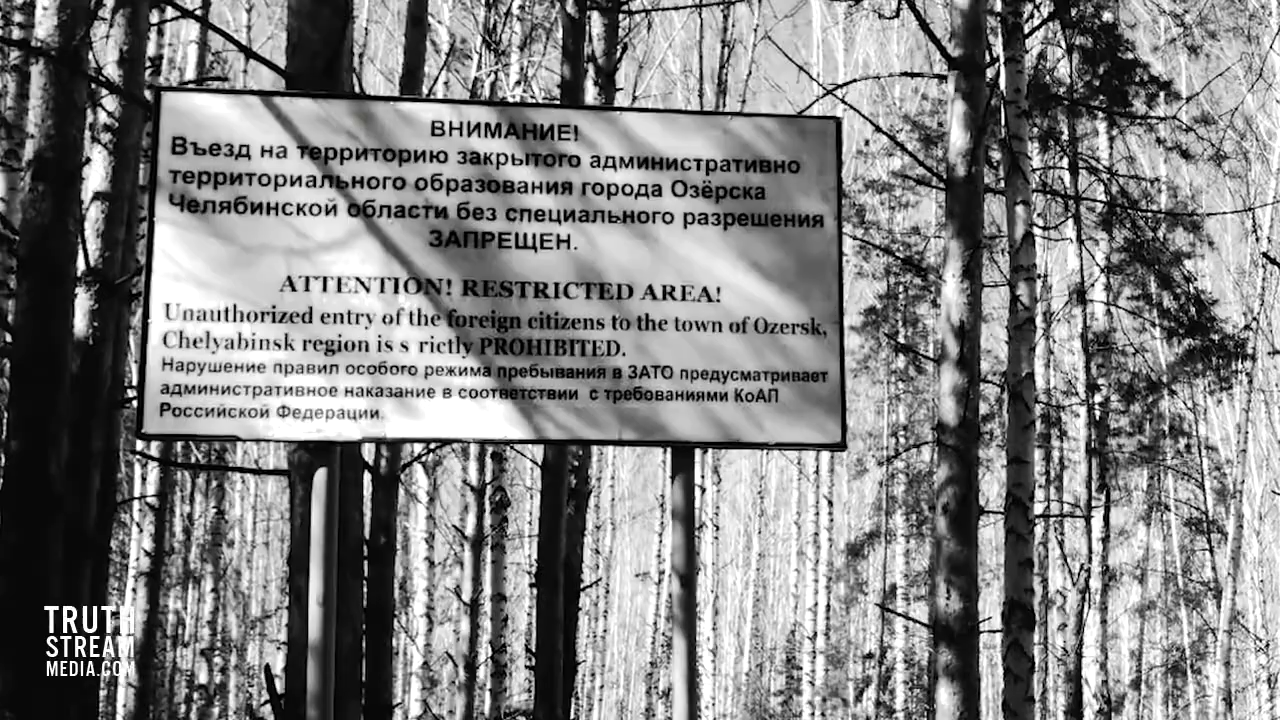 ВНИМАНИЕ!
Въезд на территорию закрытого административно
территориального образования города Озёрска
Челябинской области без специального разрешения
ЗАПРЕЩЕН.
ATTENTION! RESTRICTED AREA!
Unauthorized entry of the foreign citizens to the town of Ozersk,
Chelyabinsk region is s rictly PROHIBITED.
Нарушение правил особого режима пребывания в ЗАТО предусматривает
административное наказание в соответствии с требованиями КоАП
Российской Федерации.
TRUTH
STREAM
MEDIA.COM